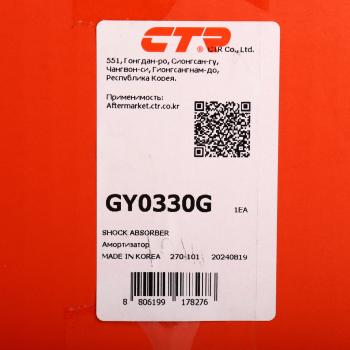 CTR
® CTR Co., Ltd.
551, Гонгдан-ро, Сионгсан-гу,
Чангвон-си, Гионгсангнам-до,
Республика Корея.
Применимость:
Aftermarket.ctr.co.kr
GY0330G 1EA
SHOCK ABSORBER
Амортизатор
MADE IN KOREA 270-101 20240819
8 806199 178276